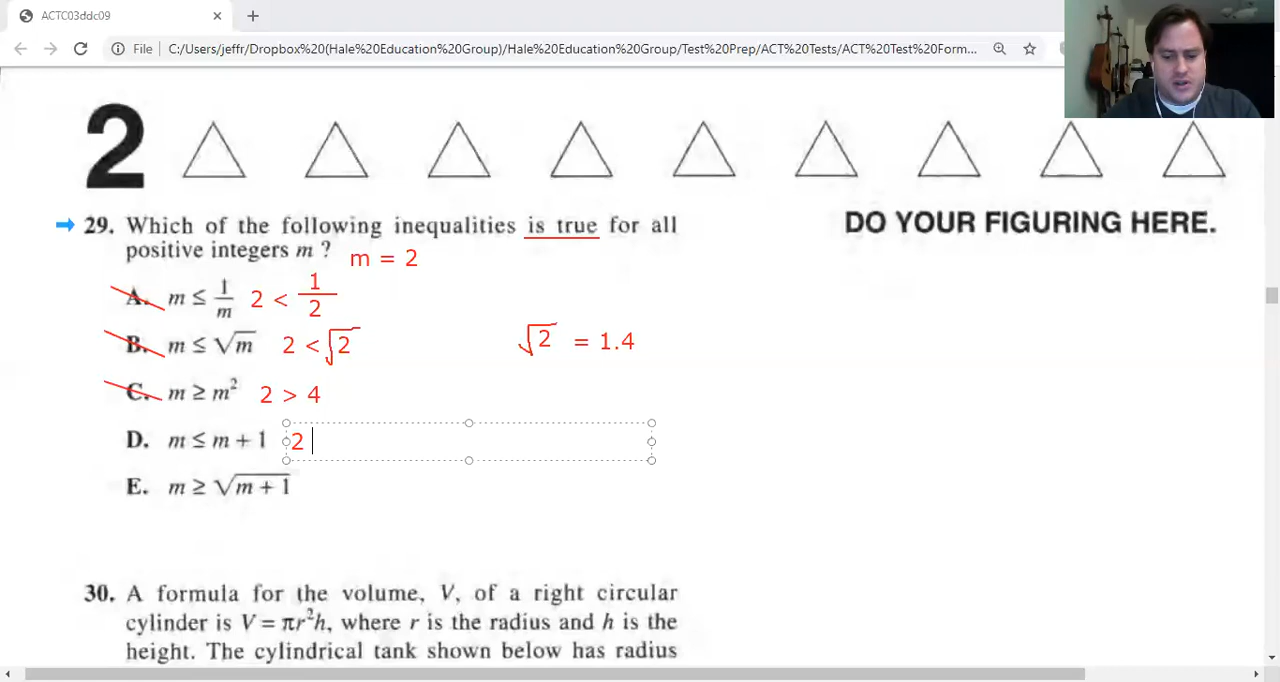 ACTC03ddc09
File C:/Users/jeffr/Dropbox%20(Hale%20Education%20Group)/Hale%20Education%20Group/Test%20Prep/ACT%20Tests/ACT%20Test%20Form...
2
DO YOUR FIGURING HERE.
29. Which of the following inequalities is true for all
positive integers m ?
m = 2
A. m ≤ 1/m 2 < 1/2
B. m ≤ √m 2 < √2 √2 = 1.4
C. m ≥ m² 2 > 4
D. m ≤ m + 1 2
E. m ≥ √(m + 1)
30. A formula for the volume, V, of a right circular
cylinder is V = πr²h, where r is the radius and h is the
height. The cylindrical tank shown below has radius